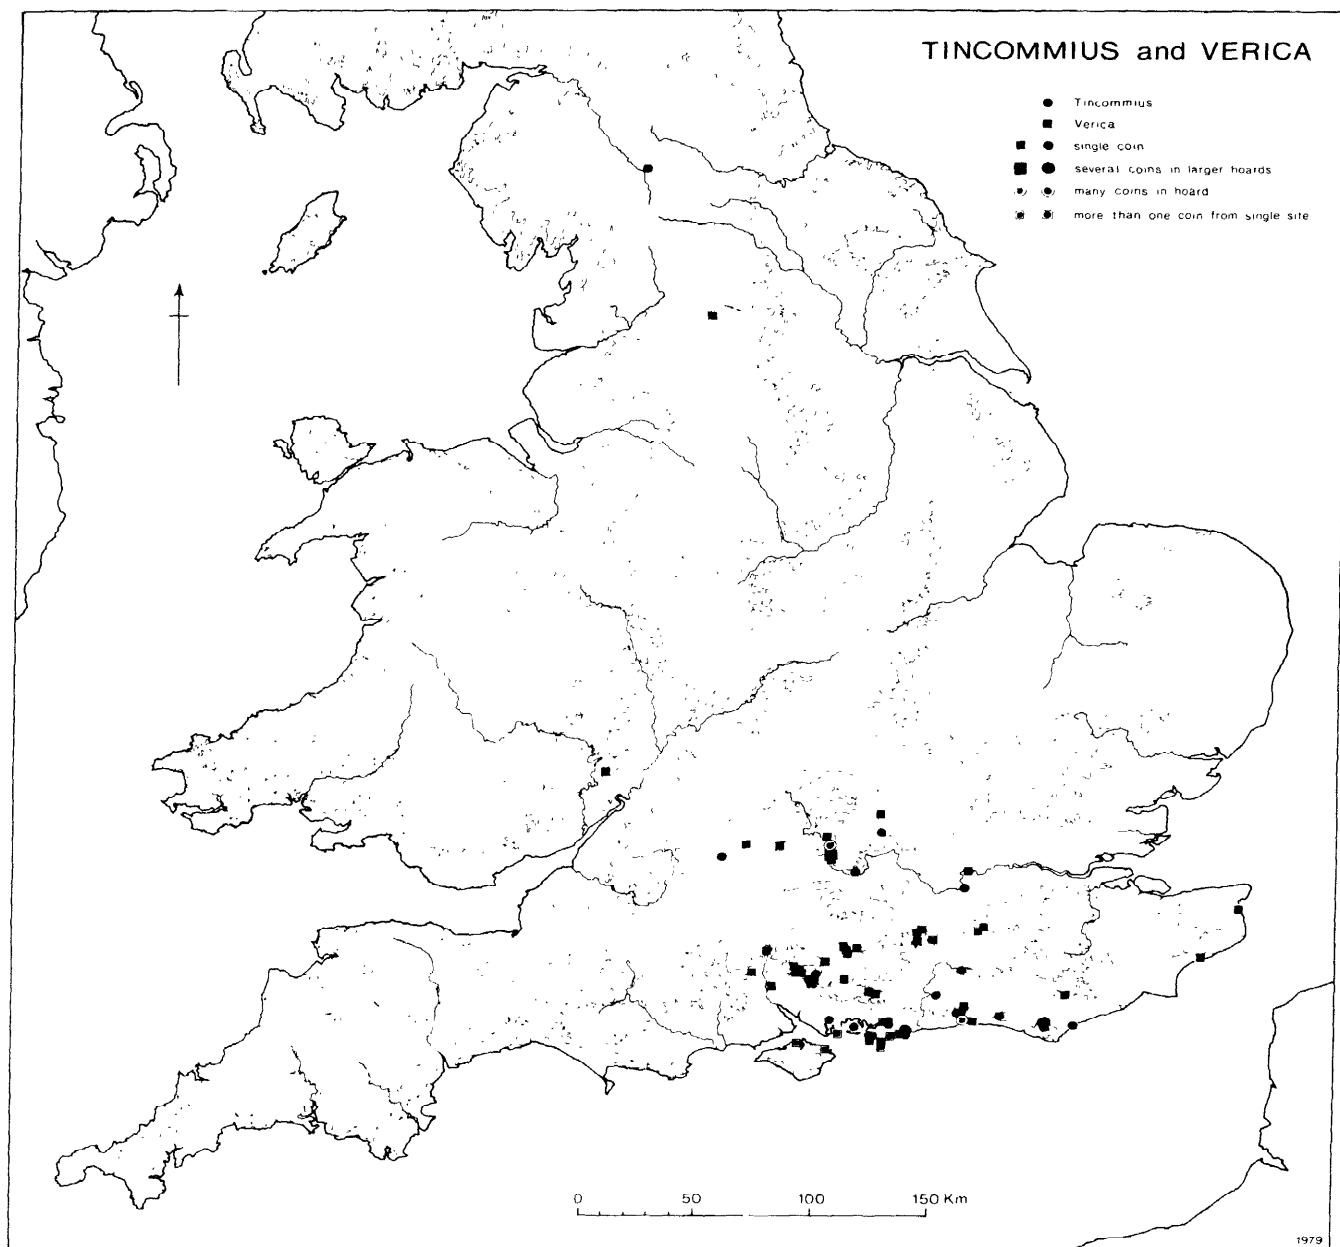 TINCOMMIUS and VERICA
Tincommius
Verica
single coin
several coins in larger hoards
many coins in hoard
more than one coin from single site
0 50 100 150 Km
1979